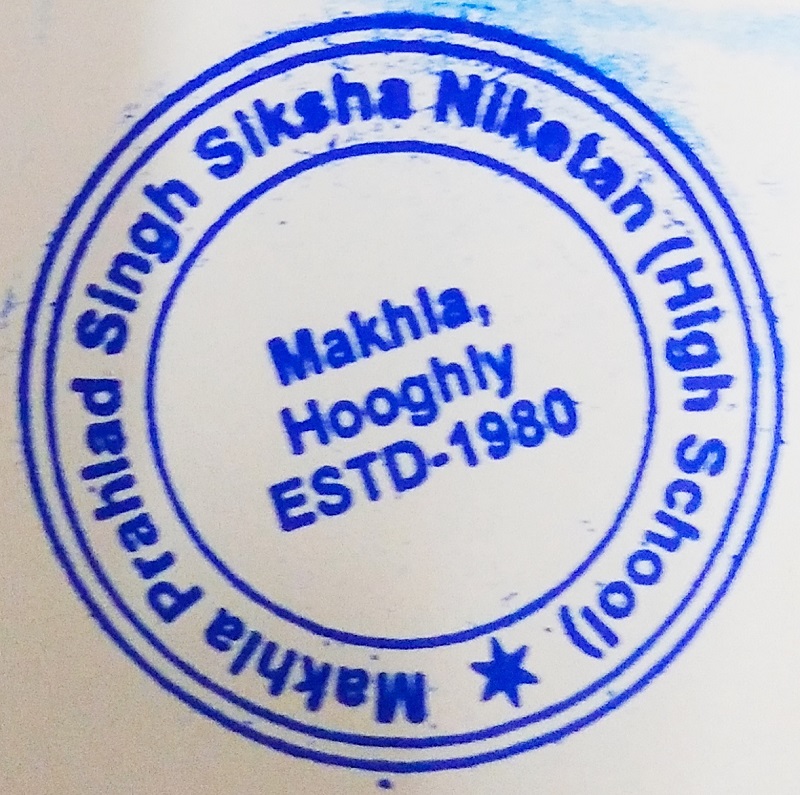 Makhla Prahlad Singh Siksha Niketan (High School)
Makhla,
Hooghly
ESTD-1980